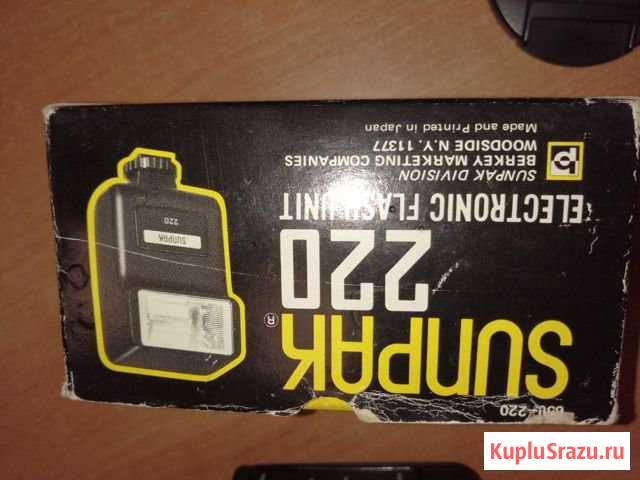 SUNPAK®
220
ELECTRONIC FLASH UNIT
SUNPAK DIVISION
BERKEY MARKETING COMPANIES
WOODSIDE N.Y. 11377
Made and Printed in Japan
SUNPAK
220
KupluSrazu.ru